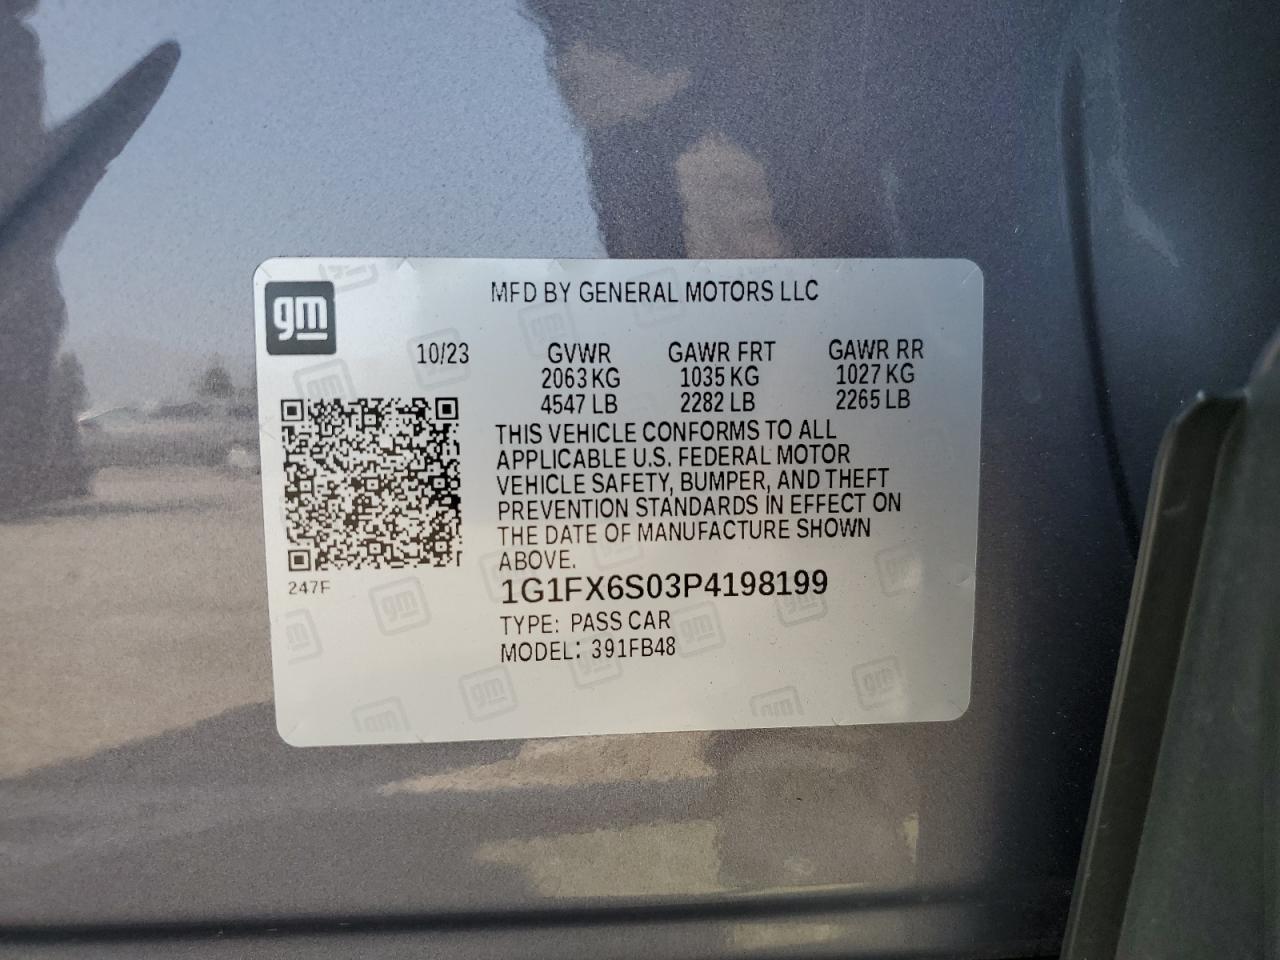 gm
MFD BY GENERAL MOTORS LLC
10/23 GVWR GAWR FRT GAWR RR
2063 KG 1035 KG 1027 KG
4547 LB 2282 LB 2265 LB
THIS VEHICLE CONFORMS TO ALL
APPLICABLE U.S. FEDERAL MOTOR
VEHICLE SAFETY, BUMPER, AND THEFT
PREVENTION STANDARDS IN EFFECT ON
THE DATE OF MANUFACTURE SHOWN
ABOVE.
247F
1G1FX6S03P4198199
TYPE: PASS CAR
MODEL: 391FB48